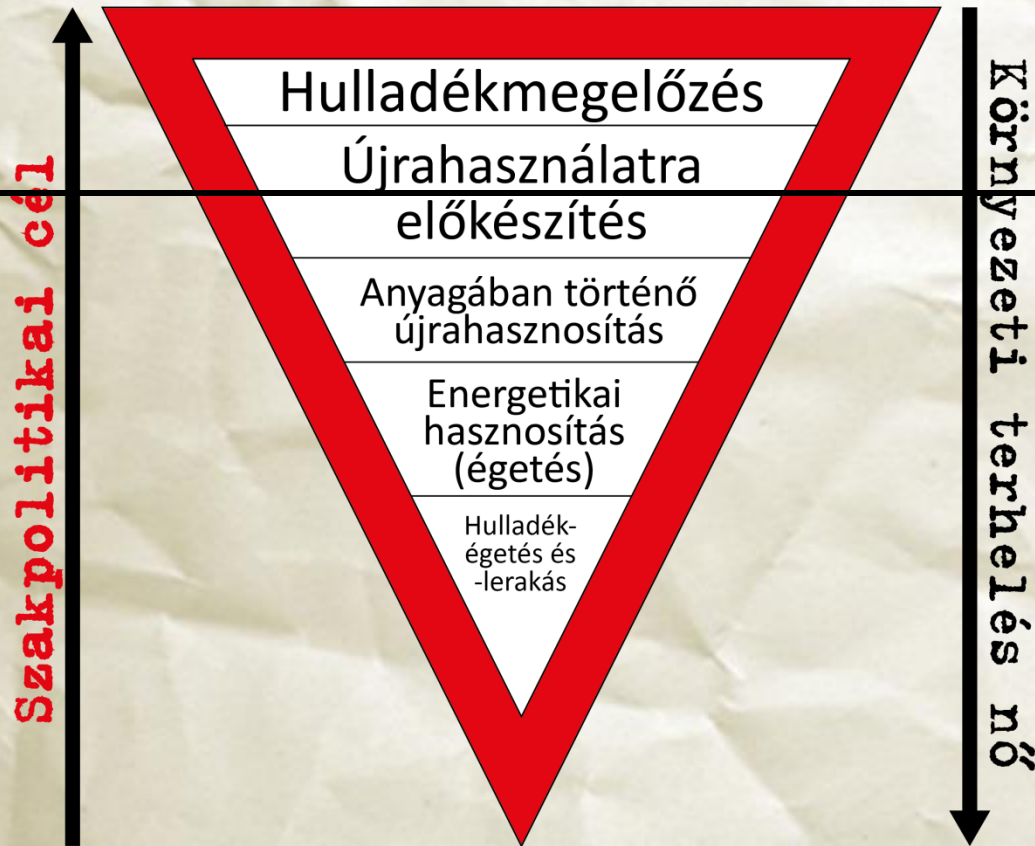 Szakpolitikai cél
Hulladékmegelőzés
Újrahasználatra
előkészítés
Anyagában történő
újrahasznosítás
Energetikai
hasznosítás
(égetés)
Hulladék-
égetés és
-lerakás
Környezeti terhelés nő